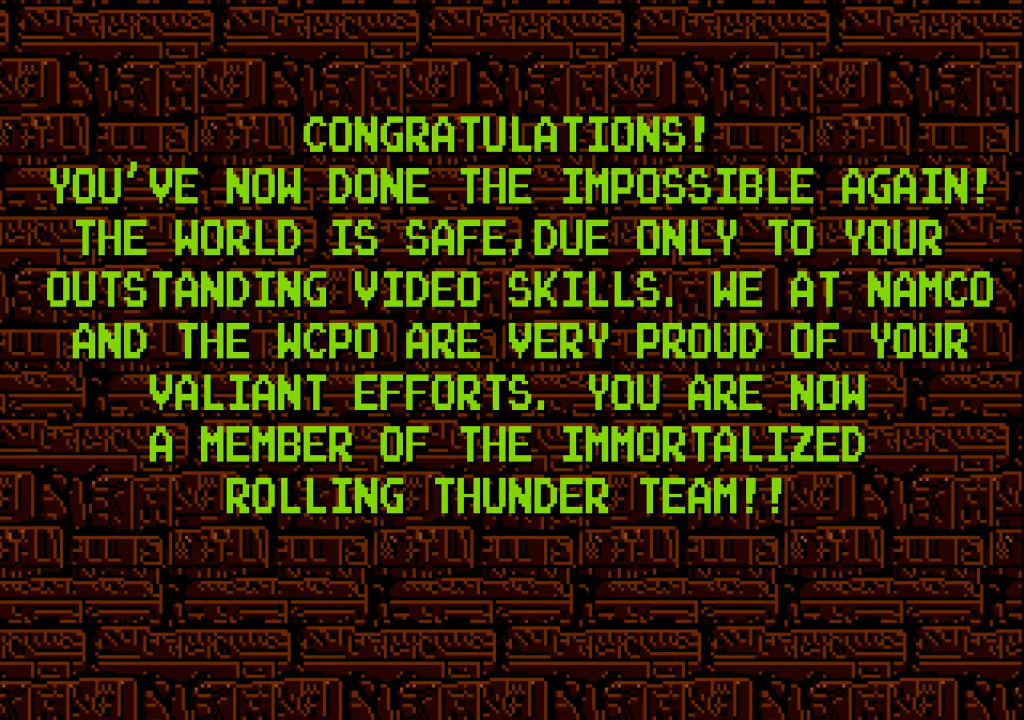 CONGRATULATIONS!
YOU'VE NOW DONE THE IMPOSSIBLE AGAIN!
THE WORLD IS SAFE,DUE ONLY TO YOUR
OUTSTANDING VIDEO SKILLS. WE AT NAMCO
AND THE WCPO ARE VERY PROUD OF YOUR
VALIANT EFFORTS. YOU ARE NOW
A MEMBER OF THE IMMORTALIZED
ROLLING THUNDER TEAM!!